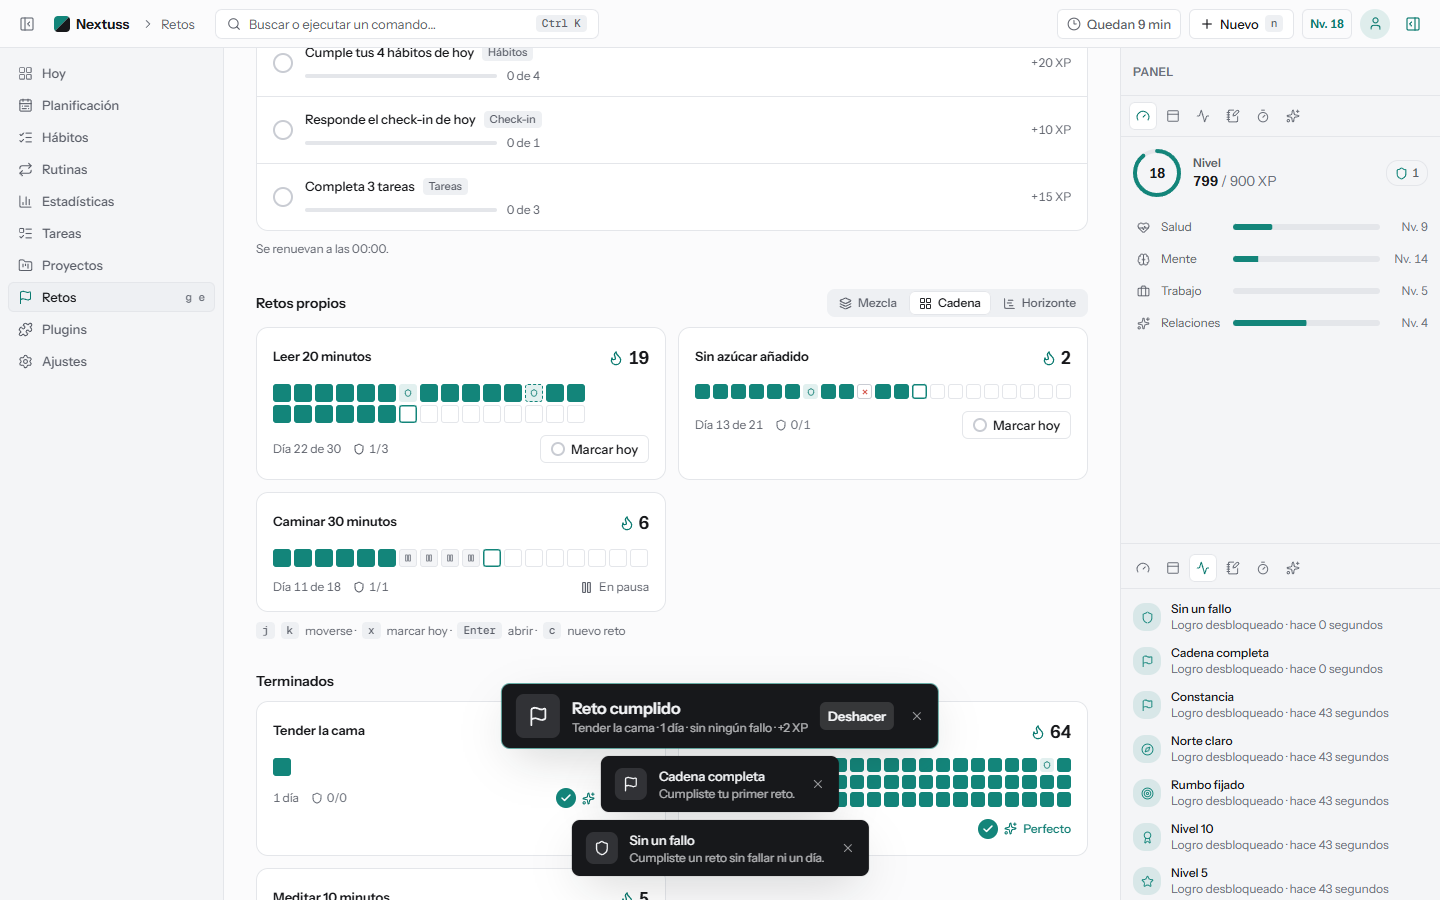 Nextuss
Retos
Buscar o ejecutar un comando...
Ctrl K
Quedan 9 min
Nuevo
n
Nv. 18
Hoy
Planificación
Hábitos
Rutinas
Estadísticas
Tareas
Proyectos
Retos
g e
Plugins
Ajustes
Cumple tus 4 hábitos de hoy
Hábitos
0 de 4
+20 XP
Responde el check-in de hoy
Check-in
0 de 1
+10 XP
Completa 3 tareas
Tareas
0 de 3
+15 XP
Se renuevan a las 00:00.
Retos propios
Mezcla
Cadena
Horizonte
Leer 20 minutos
19
Día 22 de 30
1/3
Marcar hoy
Sin azúcar añadido
2
Día 13 de 21
0/1
Marcar hoy
Caminar 30 minutos
6
Día 11 de 18
1/1
En pausa
j k moverse · x marcar hoy · Enter abrir · c nuevo reto
Terminados
Tender la cama
1 día
0/0
64
Perfecto
Meditar 10 minutos
5
Reto cumplido
Tender la cama · 1 día · sin ningún fallo · +2 XP
Deshacer
Cadena completa
Cumpliste tu primer reto.
Sin un fallo
Cumpliste un reto sin fallar ni un día.
PANEL
18
Nivel
799 / 900 XP
1
Salud
Nv. 9
Mente
Nv. 14
Trabajo
Nv. 5
Relaciones
Nv. 4
Sin un fallo
Logro desbloqueado · hace 0 segundos
Cadena completa
Logro desbloqueado · hace 0 segundos
Constancia
Logro desbloqueado · hace 43 segundos
Norte claro
Logro desbloqueado · hace 43 segundos
Rumbo fijado
Logro desbloqueado · hace 43 segundos
Nivel 10
Logro desbloqueado · hace 43 segundos
Nivel 5
Logro desbloqueado · hace 43 segundos